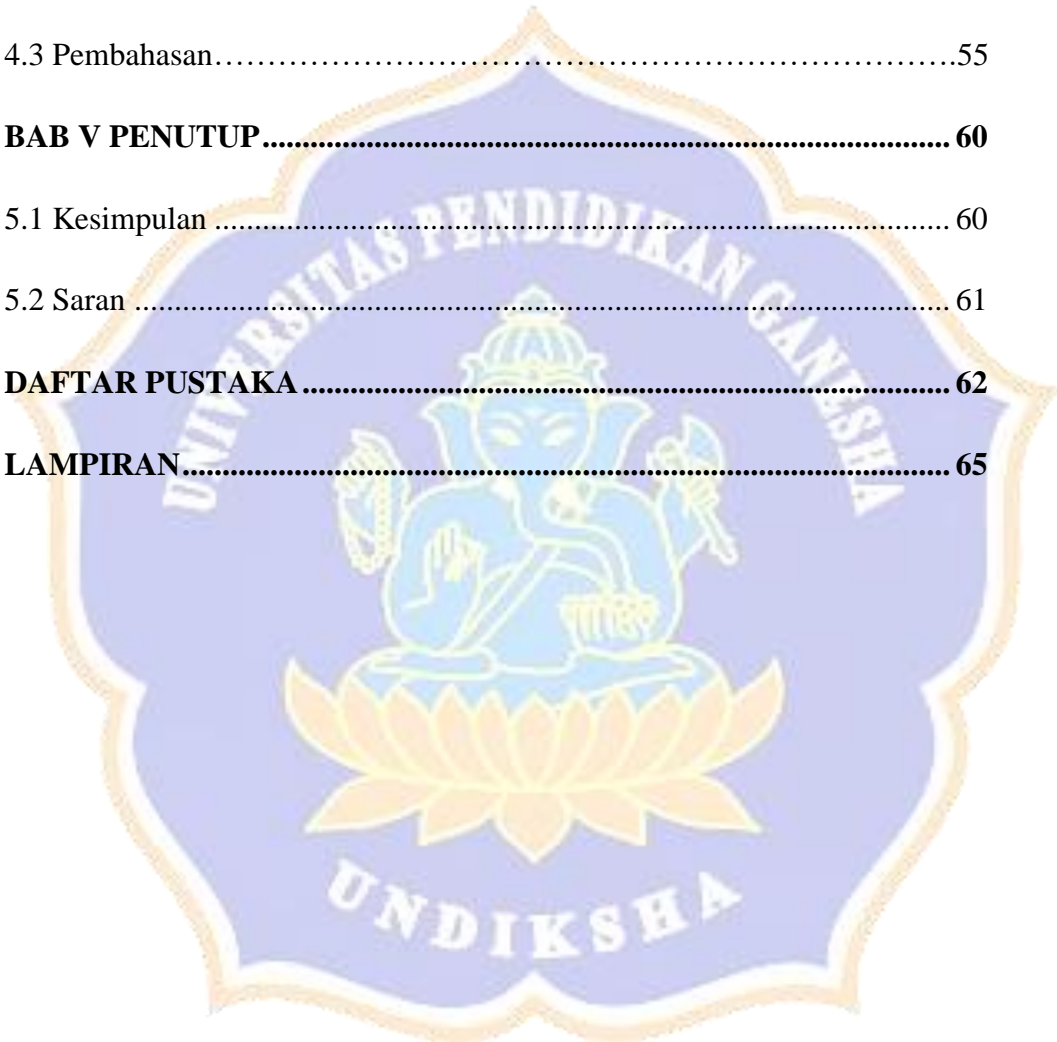 4.3 Pembahasan……………………………………………………………….55
BAB V PENUTUP........................................................................................... 60
5.1 Kesimpulan ................................................................................................. 60
5.2 Saran ............................................................................................................ 61
DAFTAR PUSTAKA...................................................................................... 62
LAMPIRAN..................................................................................................... 65
UNIVERSITAS PENDIDIKAN GANESHA
UNDIKSHA